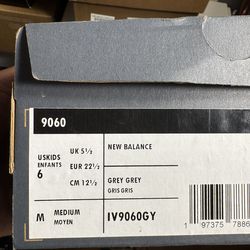 9060
USKIDS
ENFANTS
6
UK 5½
EUR 22½
CM 12½
NEW BALANCE
GREY GREY
GRIS GRIS
M
MEDIUM
MOYEN
IV9060GY
1 97375 7886